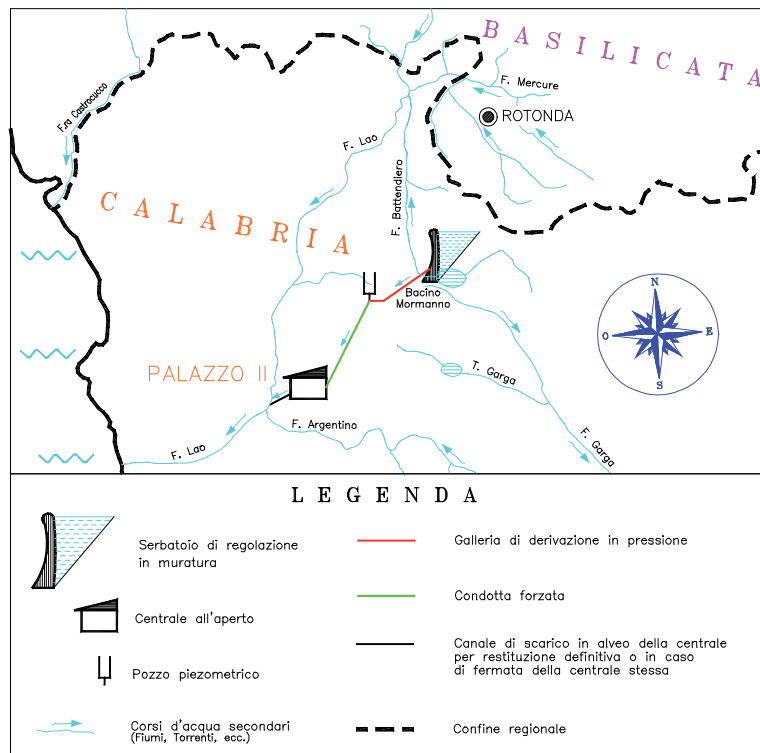 BASILICATA
F.ra Castrocucco
F. Mercure
ROTONDA
F. Lao
F. Battendiero
CALABRIA
Bacino
Mormanno
N
O
E
S
PALAZZO II
T. Garga
F. Argentino
F. Lao
F. Garga
LEGENDA
Serbatoio di regolazione
in muratura
Centrale all'aperto
Pozzo piezometrico
Corsi d'acqua secondari
(Fiumi, Torrenti, ecc.)
Galleria di derivazione in pressione
Condotta forzata
Canale di scarico in alveo della centrale
per restituzione definitiva o in caso
di fermata della centrale stessa
Confine regionale